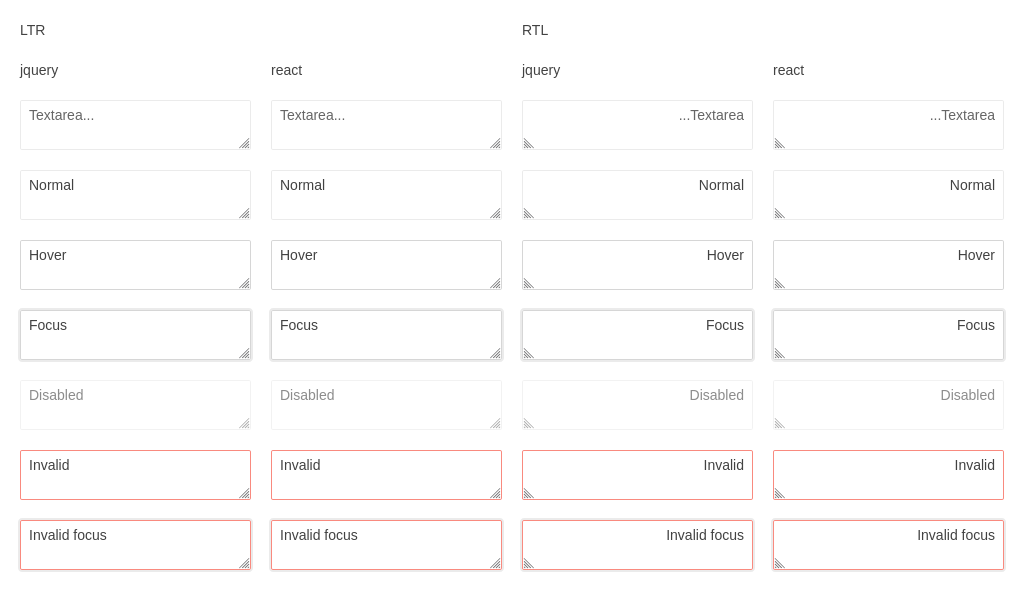 LTR RTL
jquery react jquery react
Textarea... Textarea... ...Textarea ...Textarea
Normal Normal Normal Normal
Hover Hover Hover Hover
Focus Focus Focus Focus
Disabled Disabled Disabled Disabled
Invalid Invalid Invalid Invalid
Invalid focus Invalid focus Invalid focus Invalid focus